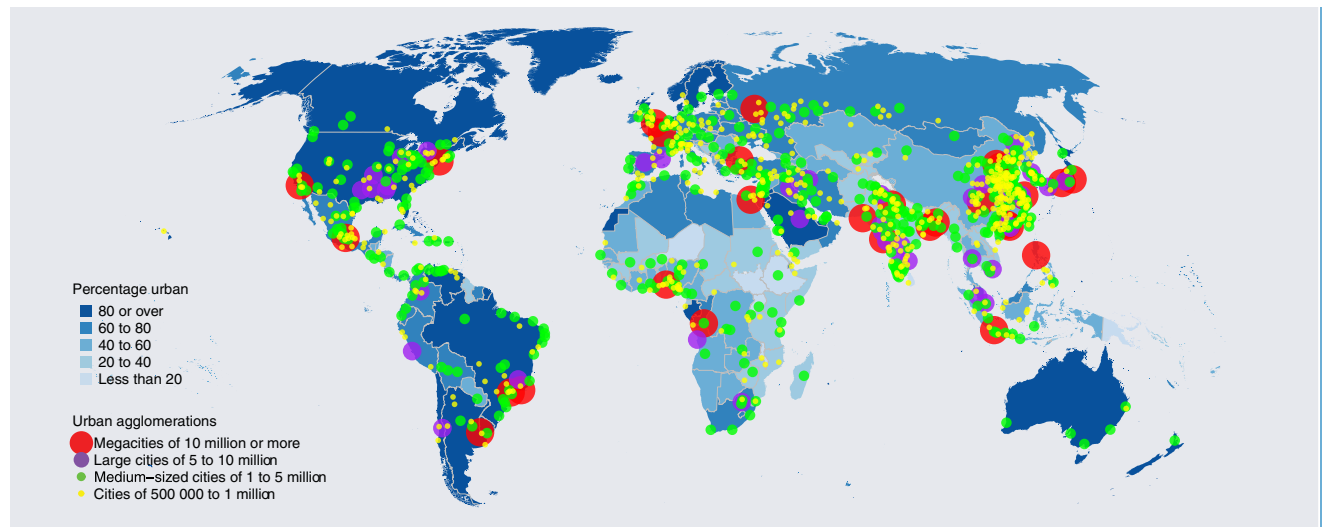 Percentage urban
80 or over
60 to 80
40 to 60
20 to 40
Less than 20
Urban agglomerations
Megacities of 10 million or more
Large cities of 5 to 10 million
Medium−sized cities of 1 to 5 million
Cities of 500 000 to 1 million